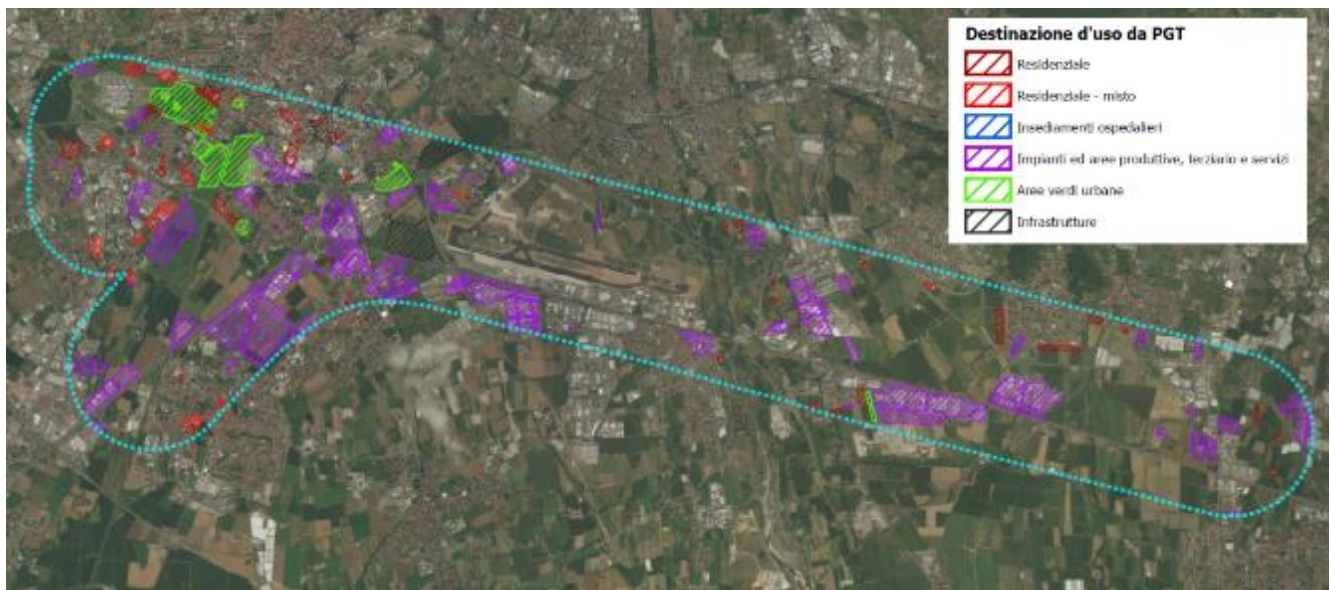 Destinazione d'uso da PGT
Residenziale
Residenziale - misto
Insediamenti ospedalieri
Impianti ed aree produttive, terziario e servizi
Aree verdi urbane
Infrastrutture